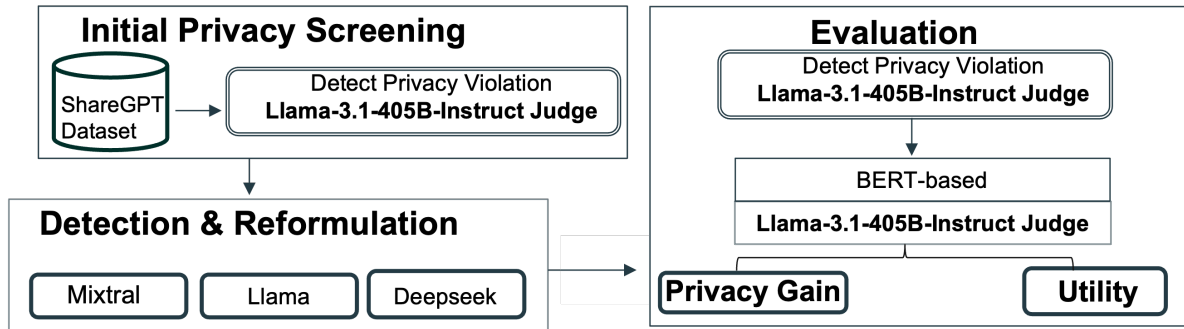 Initial Privacy Screening
ShareGPT
Dataset
Detect Privacy Violation
Llama-3.1-405B-Instruct Judge
Detection & Reformulation
Mixtral
Llama
Deepseek
Evaluation
Detect Privacy Violation
Llama-3.1-405B-Instruct Judge
BERT-based
Llama-3.1-405B-Instruct Judge
Privacy Gain
Utility